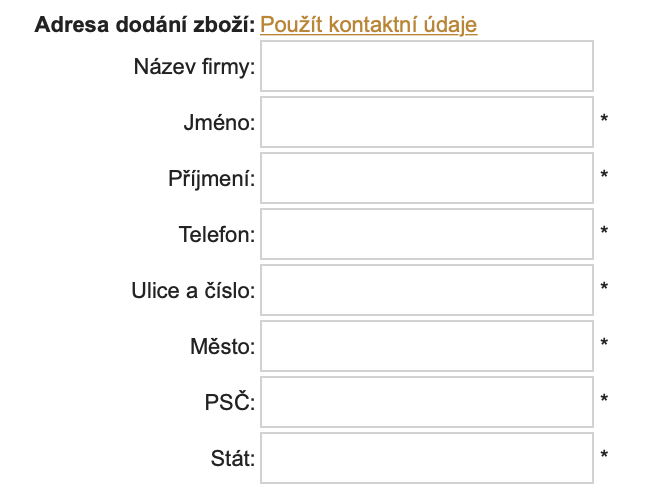 Adresa dodání zboží: Použít kontaktní údaje
Název firmy:
Jméno: *
Příjmení: *
Telefon: *
Ulice a číslo: *
Město: *
PSČ: *
Stát: *